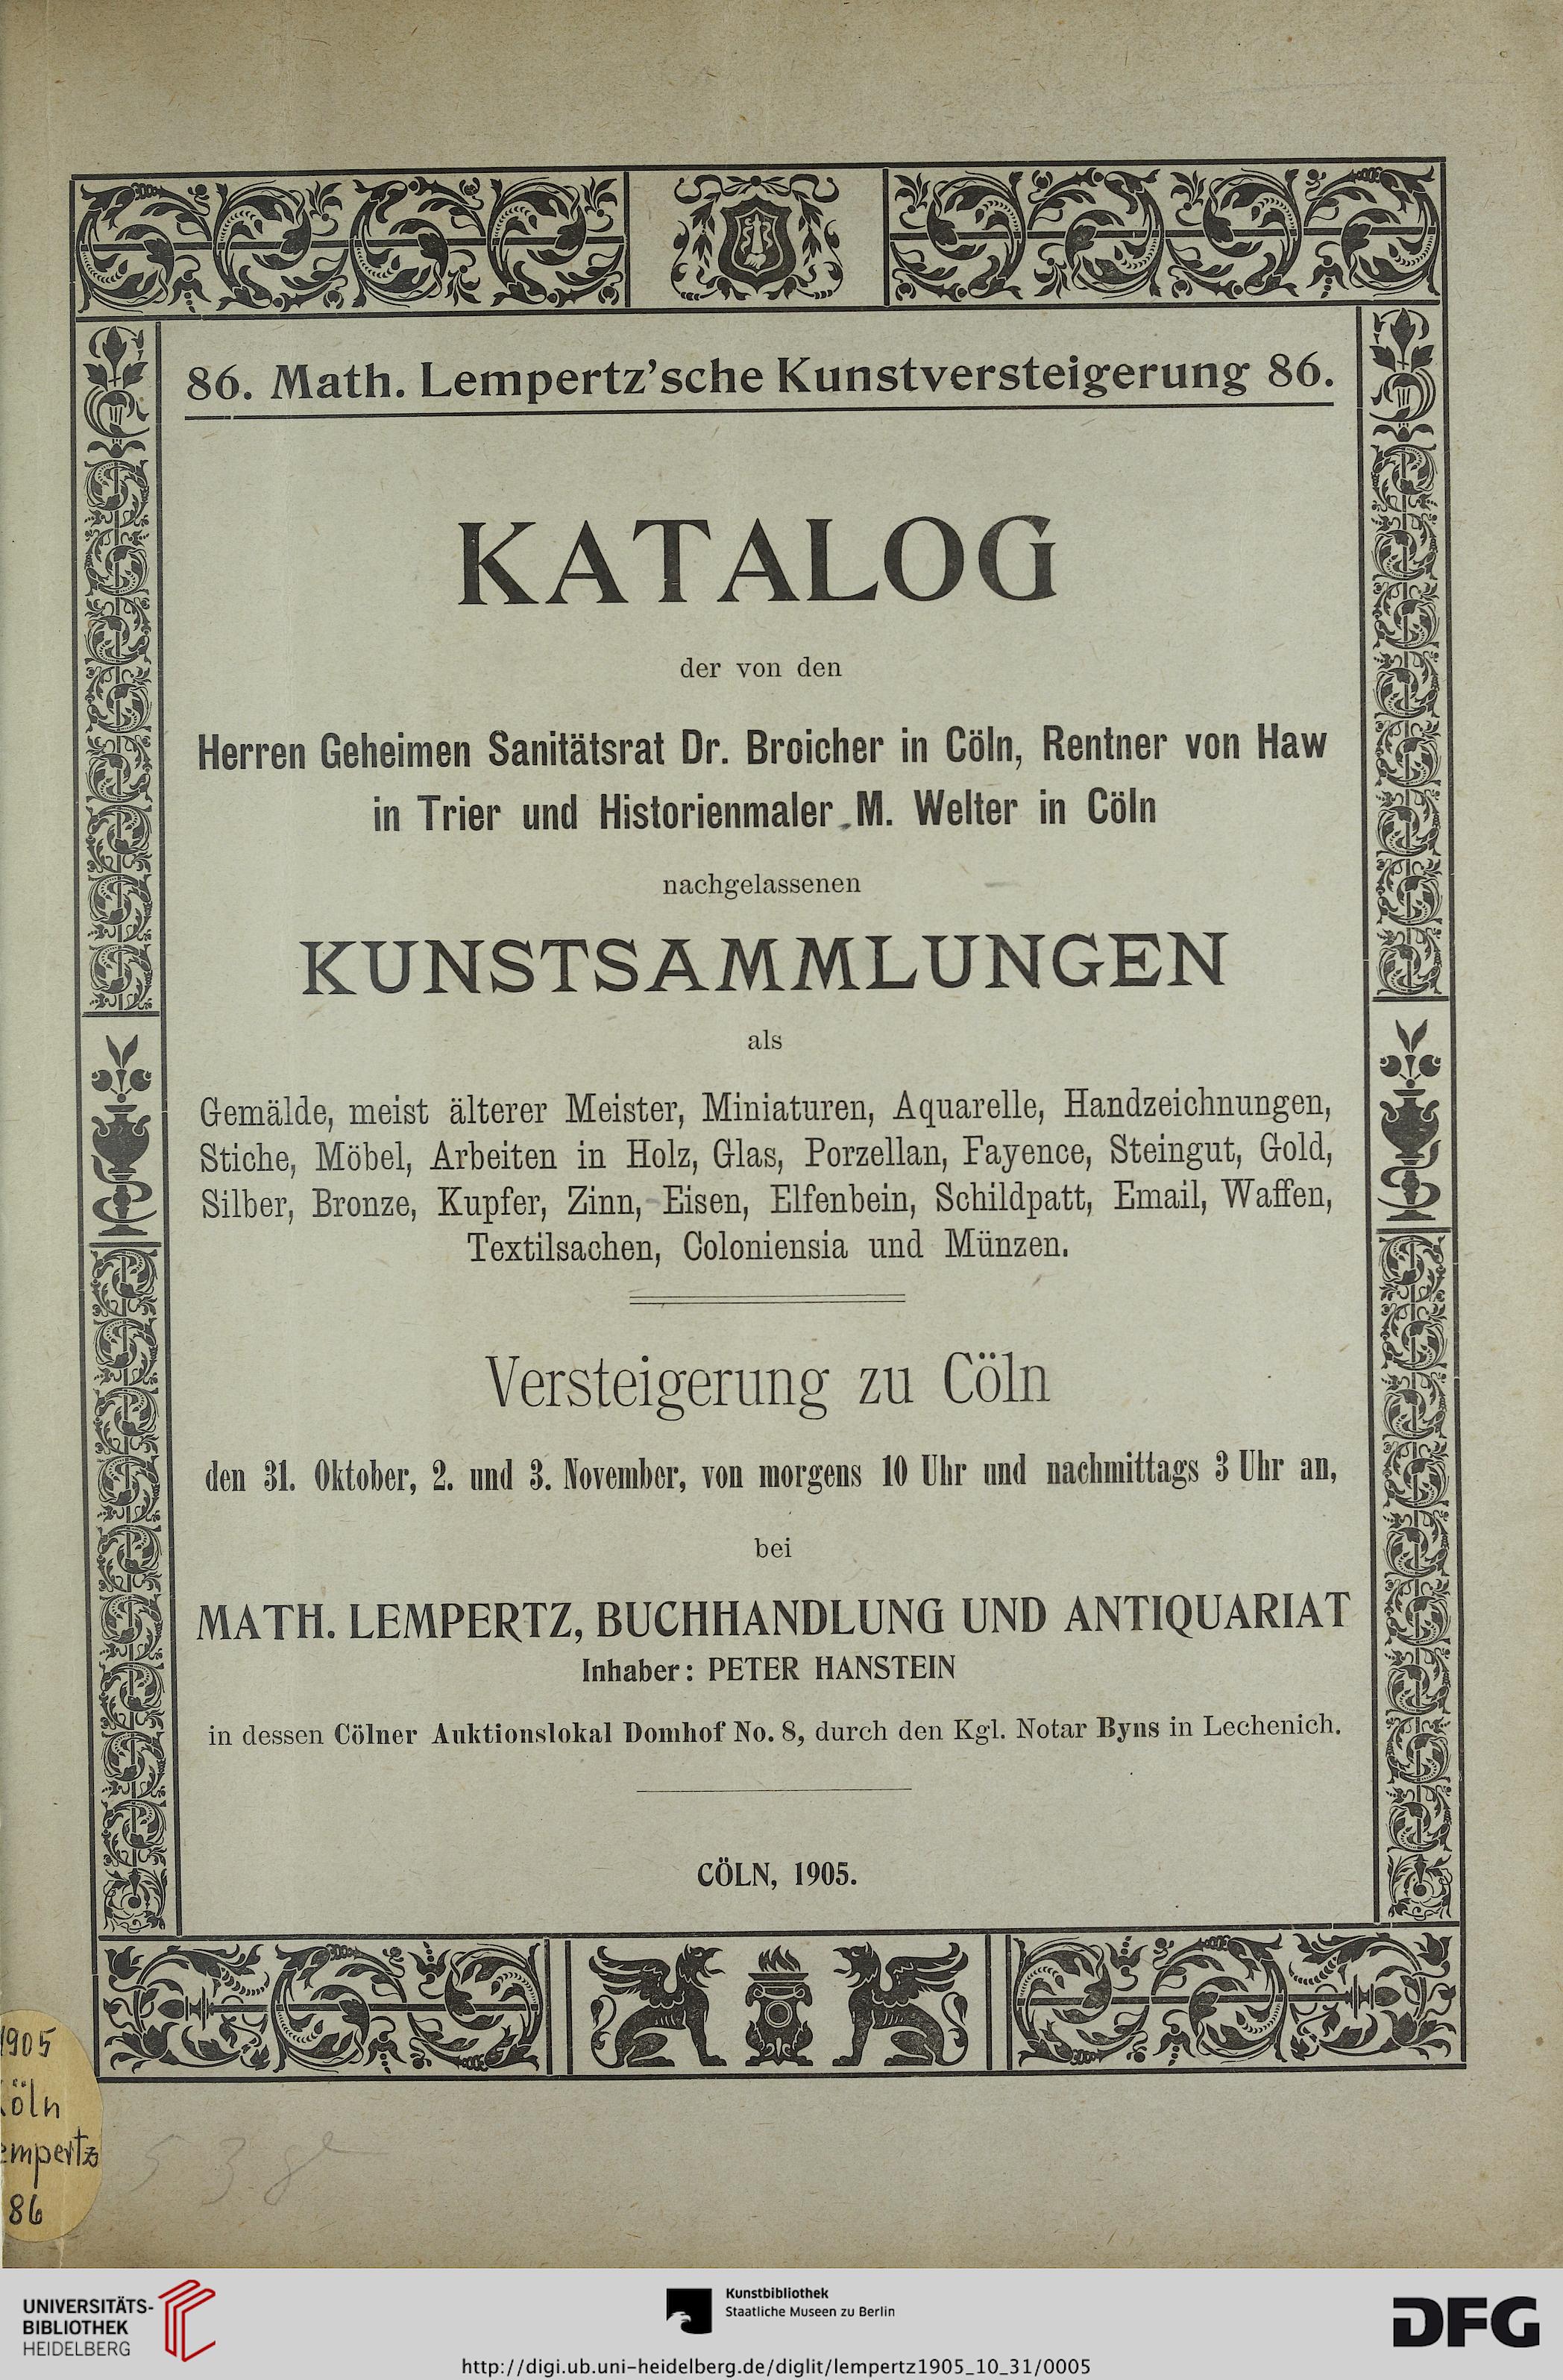 86. Math. Lempertz'sche Kunstversteigerung 86.
KATALOG
der von den
Herren Geheimen Sanitätsrat Dr. Broicher in Cöln, Rentner von Haw
in Trier und Historienmaler M. Welter in Cöln
nachgelassenen
KUNSTSAMMLUNGEN
als
Gemälde, meist älterer Meister, Miniaturen, Aquarelle, Handzeichnungen,
Stiche, Möbel, Arbeiten in Holz, Glas, Porzellan, Fayence, Steingut, Gold,
Silber, Bronze, Kupfer, Zinn, Eisen, Elfenbein, Schildpatt, Email, Waffen,
Textilsachen, Coloniensia und Münzen.
Versteigerung zu Cöln
den 31. Oktober, 2. und 3. November, von morgens 10 Uhr und nachmittags 3 Uhr an,
bei
MATH. LEMPERTZ, BUCHHANDLUNG UND ANTIQUARIAT
Inhaber: PETER HANSTEIN
in dessen Cölner Auktionslokal Domhof No. 8, durch den Kgl. Notar Byns in Lechenich.
CÖLN, 1905.
1905
öln
empertz
86
UNIVERSITÄTS-
BIBLIOTHEK
HEIDELBERG
Kunstbibliothek
Staatliche Museen zu Berlin
DFG
http://digi.ub.uni-heidelberg.de/diglit/lempertz1905_10_31/0005